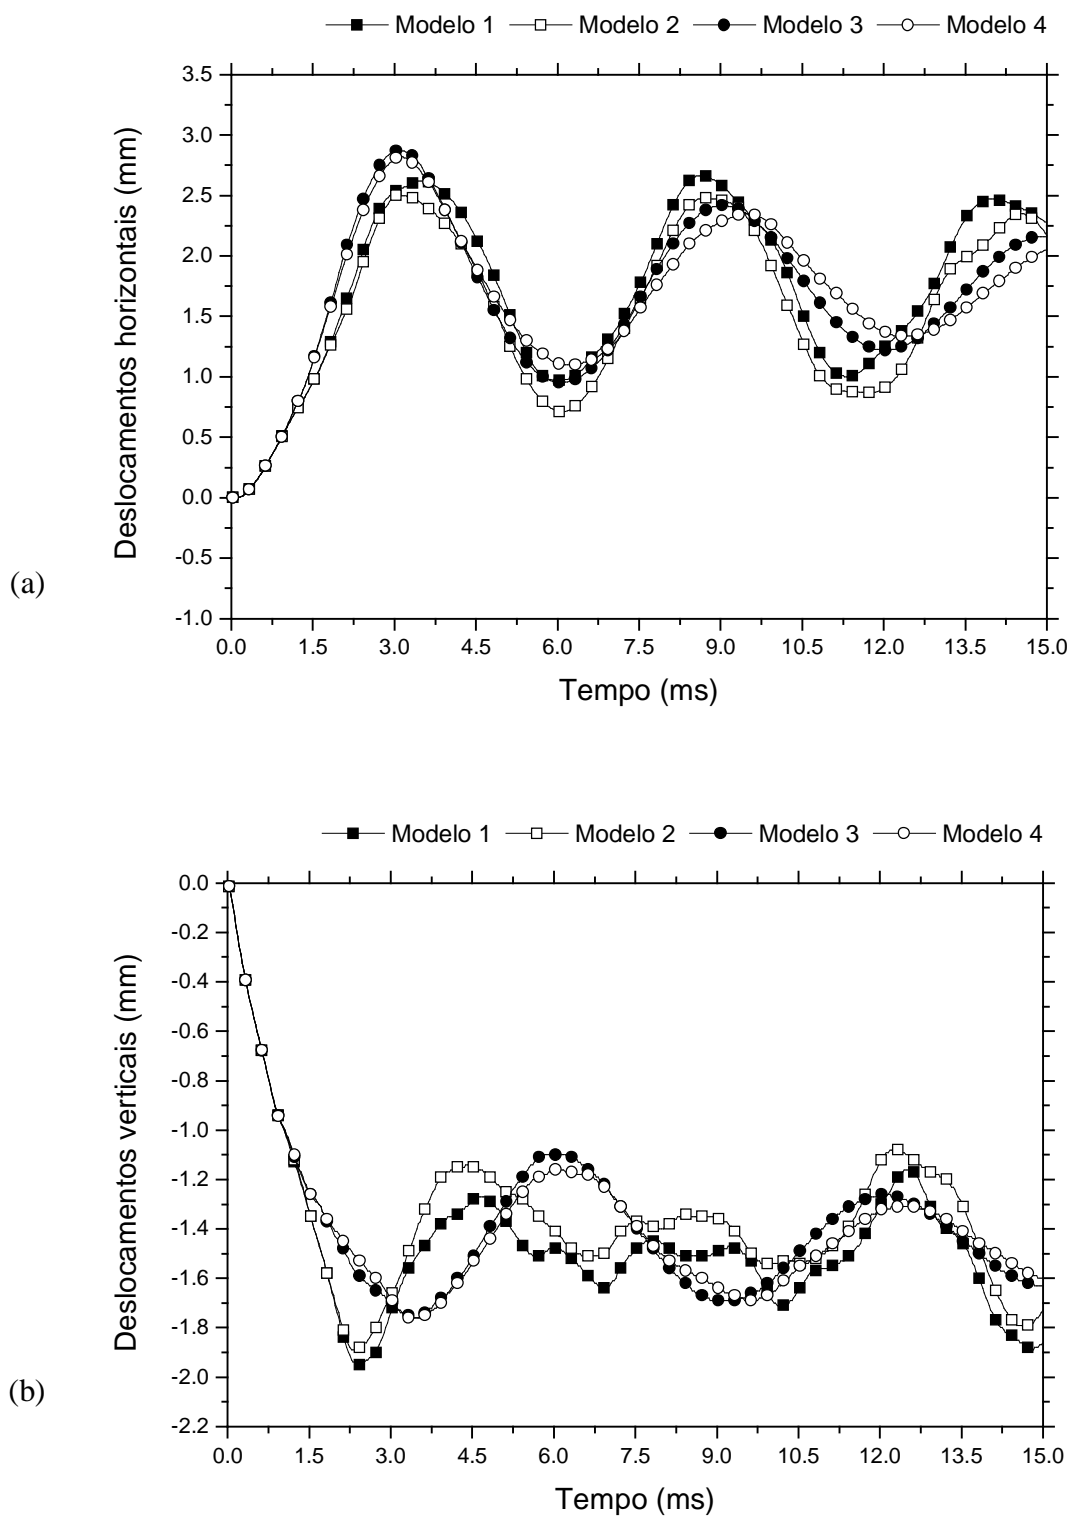 Modelo 1 Modelo 2 Modelo 3 Modelo 4
3.5
3.0
2.5
2.0
1.5
1.0
0.5
0.0
-0.5
-1.0
Deslocamentos horizontais (mm)
(a)
0.0 1.5 3.0 4.5 6.0 7.5 9.0 10.5 12.0 13.5 15.0
Tempo (ms)
Modelo 1 Modelo 2 Modelo 3 Modelo 4
0.0
-0.2
-0.4
-0.6
-0.8
-1.0
-1.2
-1.4
-1.6
-1.8
-2.0
-2.2
Deslocamentos verticais (mm)
(b)
0.0 1.5 3.0 4.5 6.0 7.5 9.0 10.5 12.0 13.5 15.0
Tempo (ms)